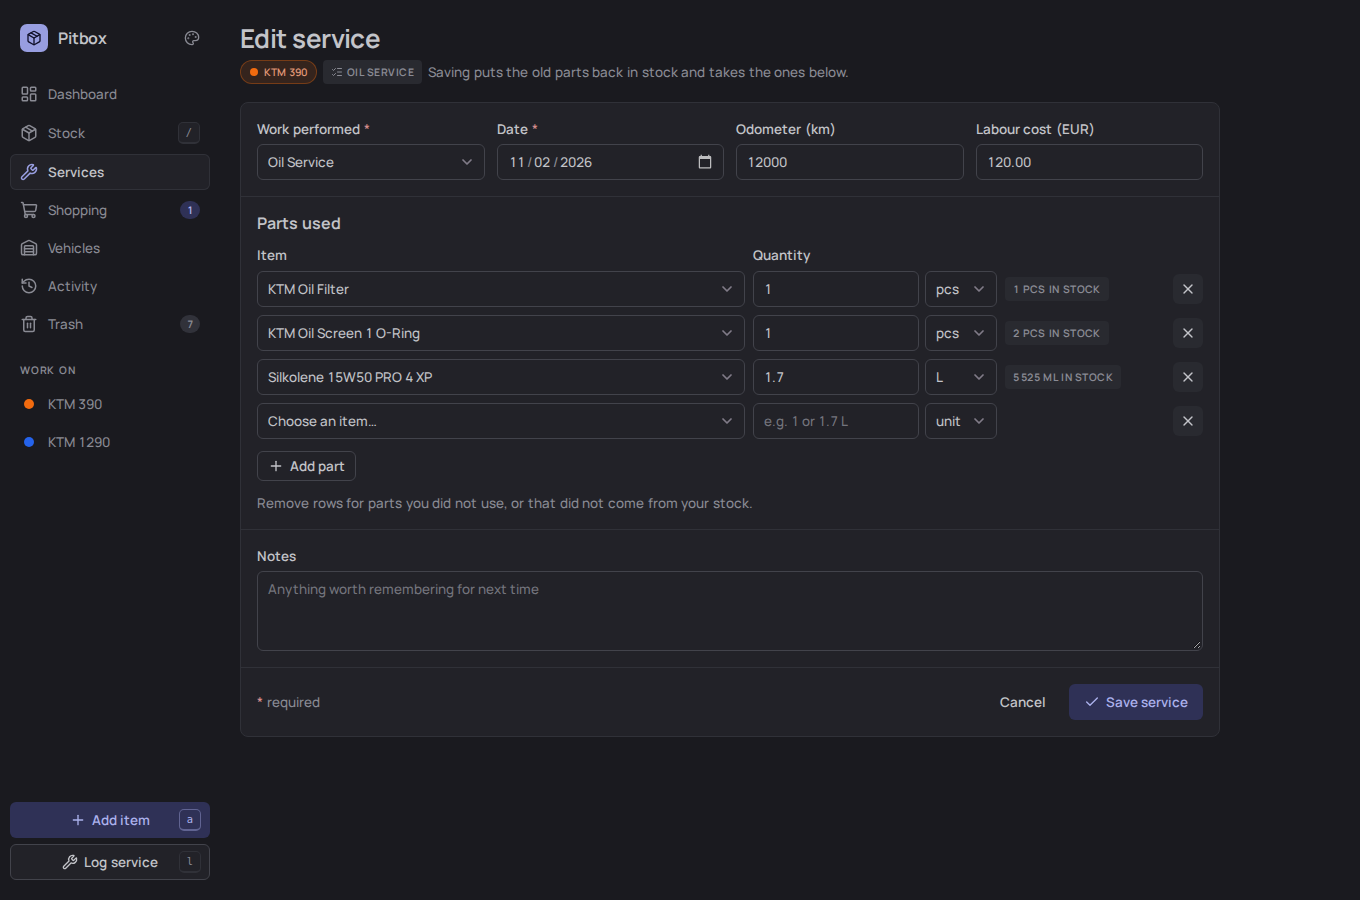 Pitbox
Dashboard
Stock /
Services
Shopping 1
Vehicles
Activity
Trash 7
WORK ON
KTM 390
KTM 1290
Add item a
Log service l
Edit service
KTM 390 OIL SERVICE Saving puts the old parts back in stock and takes the ones below.
Work performed * Date * Odometer (km) Labour cost (EUR)
Oil Service 11/02/2026 12000 120.00
Parts used
Item Quantity
KTM Oil Filter 1 pcs 1 PCS IN STOCK
KTM Oil Screen 1 O-Ring 1 pcs 2 PCS IN STOCK
Silkolene 15W50 PRO 4 XP 1.7 L 5 525 ML IN STOCK
Choose an item… e.g. 1 or 1.7 L unit
Add part
Remove rows for parts you did not use, or that did not come from your stock.
Notes
Anything worth remembering for next time
* required Cancel Save service